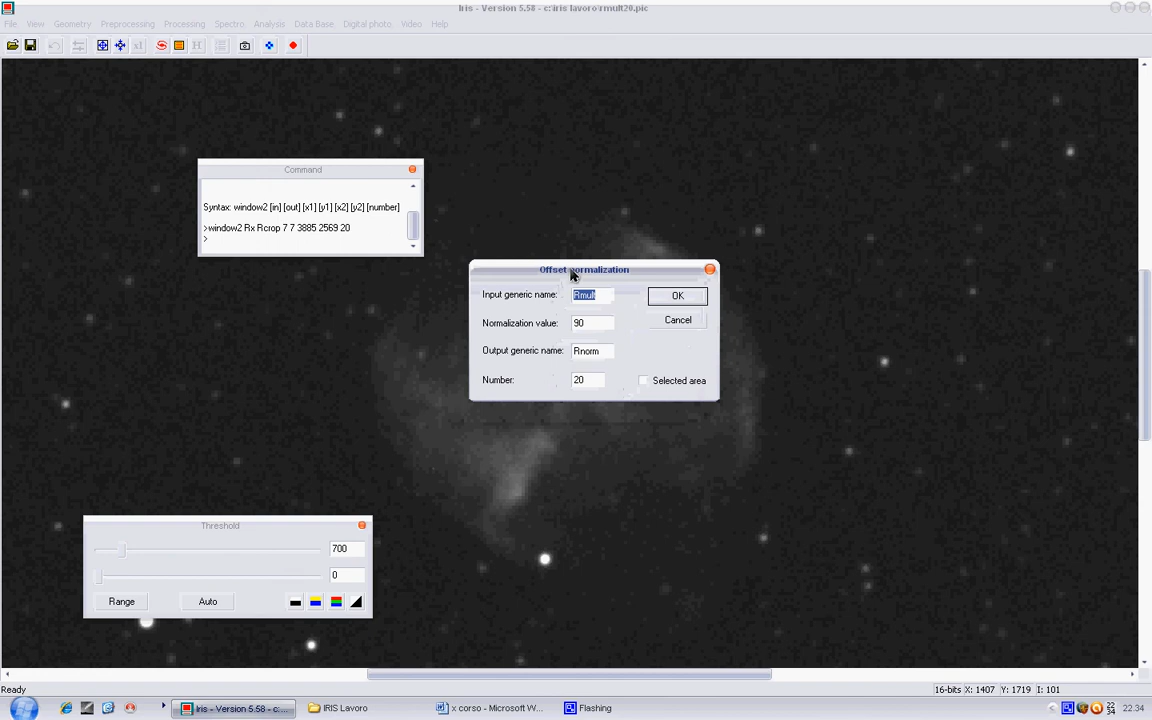 Iris - Version 5.58 - c:\iris lavoro\rmult20.pic
File View Geometry Preprocessing Processing Spectro Analysis Data Base Digital photo Video Help
x1 H
Command
Syntax: window2 [in] [out] [x1] [y1] [x2] [y2] [number]
>window2 Rx Rcrop 7 7 3885 2569 20
>
Offset normalization
Input generic name: Rmult OK
Normalization value: 90 Cancel
Output generic name: Rnorm
Number: 20 Selected area
Threshold
700
0
Range Auto
Ready 16-bits X: 1407 Y: 1719 I: 101
Iris - Version 5.58 - c:... IRIS Lavoro x corso - Microsoft W... Flashing 22 34 22.34